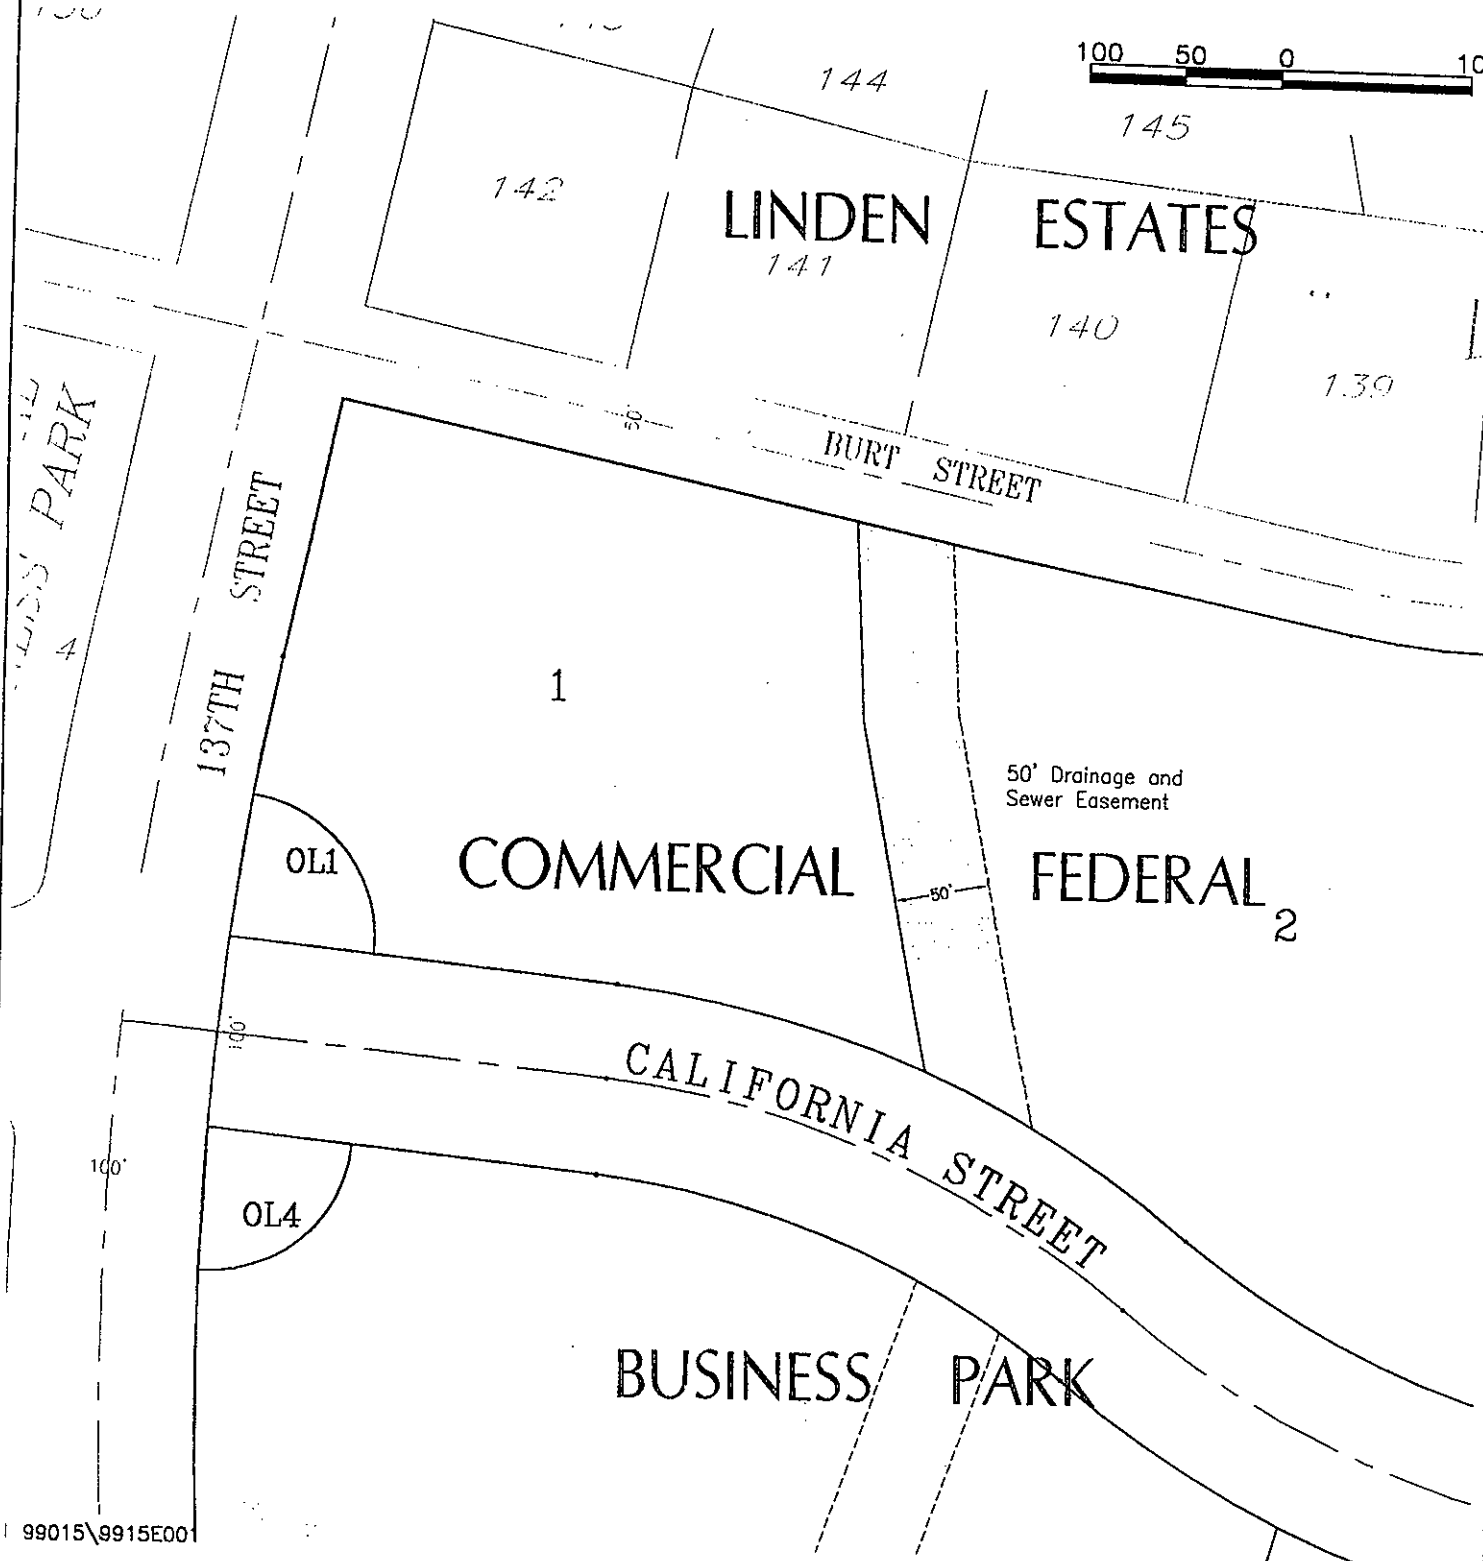 100 50 0
144
145
142
LINDEN ESTATES
141
140
139
PARK
50'
BURT STREET
137TH STREET
4
1
50' Drainage and
Sewer Easement
OL1
COMMERCIAL FEDERAL
50'
2
100'
CALIFORNIA STREET
100'
OL4
BUSINESS PARK
99015\9915E001